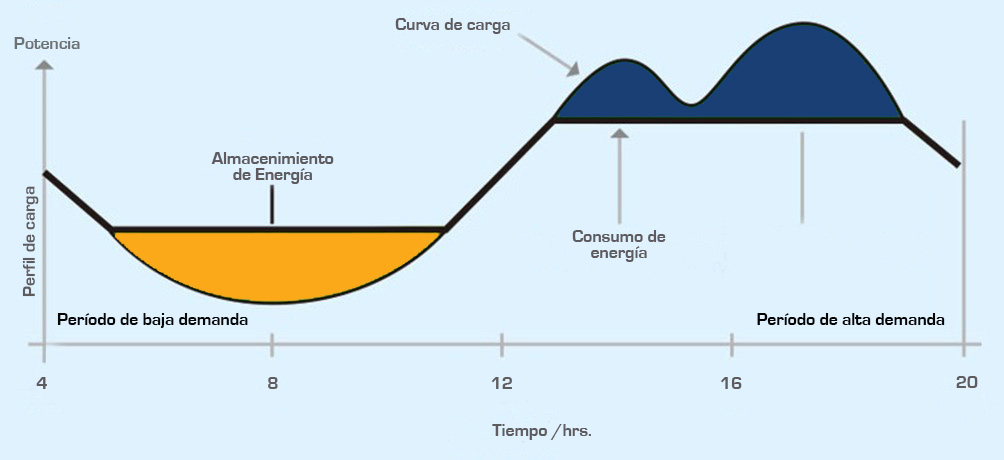 Curva de carga
Potencia
Almacenimiento
de Energía
Perfil de carga
Consumo de
energía
Período de baja demanda
Período de alta demanda
4
8
12
16
20
Tiempo /hrs.